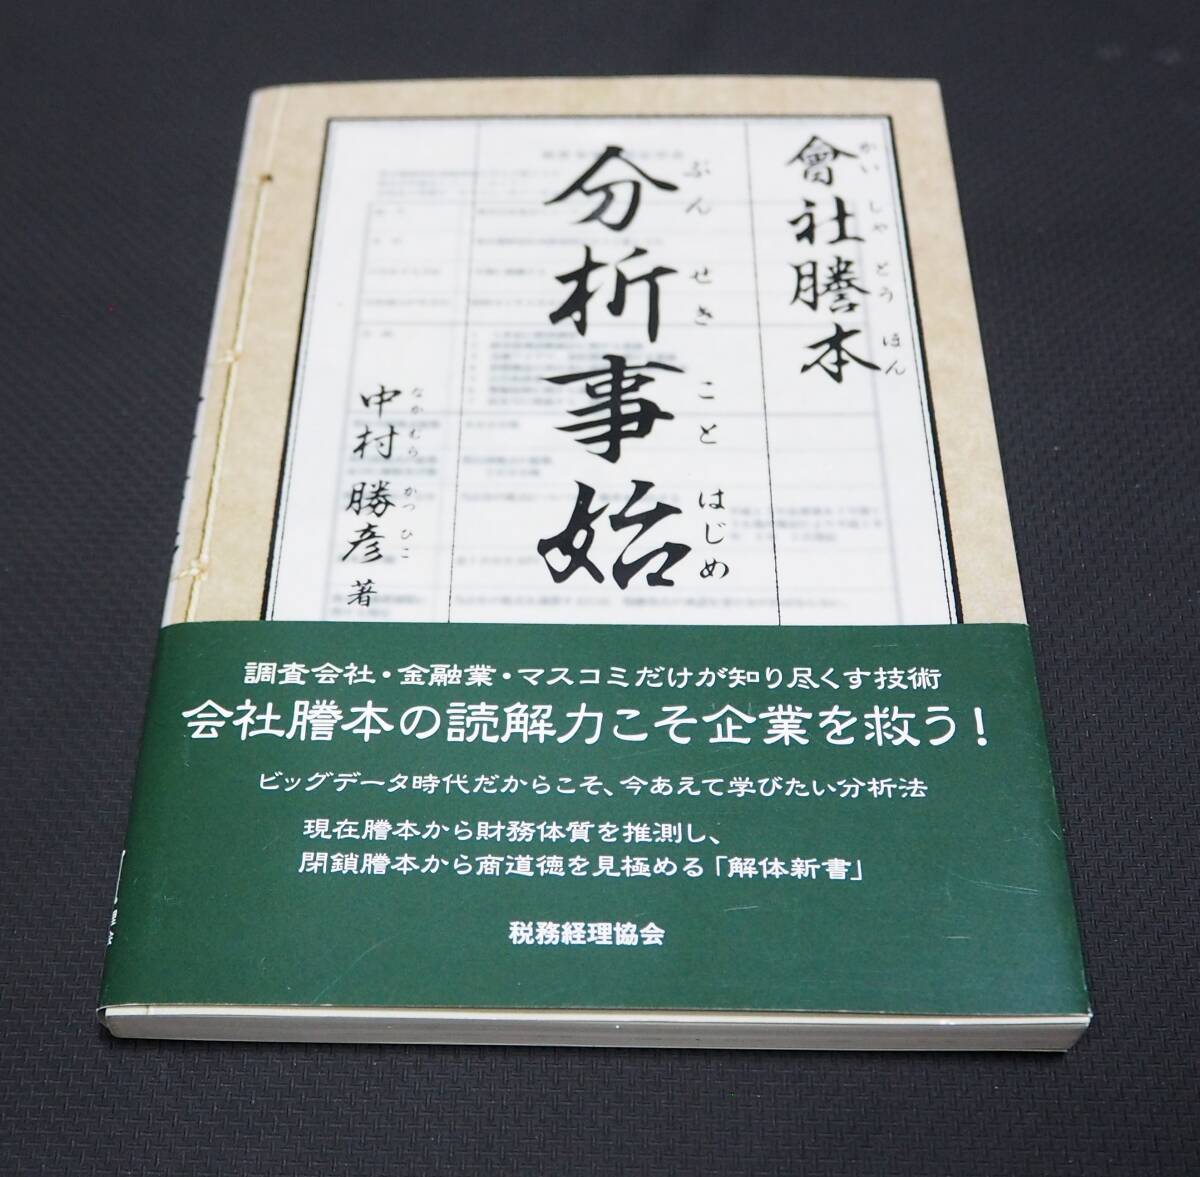 會社謄本
かいしゃとうほん
分析事始
ぶんせきことはじめ
中村勝彦著
なかむらかつひこ
調査会社・金融業・マスコミだけが知り尽くす技術
会社謄本の読解力こそ企業を救う!
ビッグデータ時代だからこそ、今あえて学びたい分析法
現在謄本から財務体質を推測し、
閉鎖謄本から商道徳を見極める「解体新書」
税務経理協会